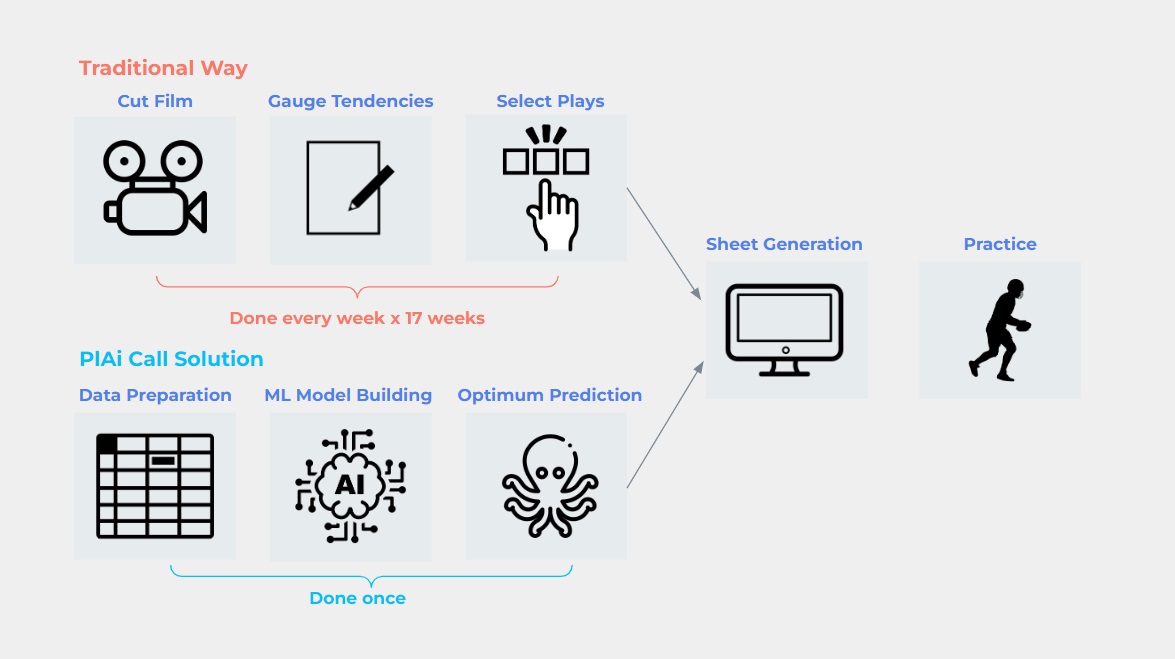 Traditional Way
Cut Film
Gauge Tendencies
Select Plays
Done every week x 17 weeks
PlAi Call Solution
Data Preparation
ML Model Building
Optimum Prediction
AI
Done once
Sheet Generation
Practice